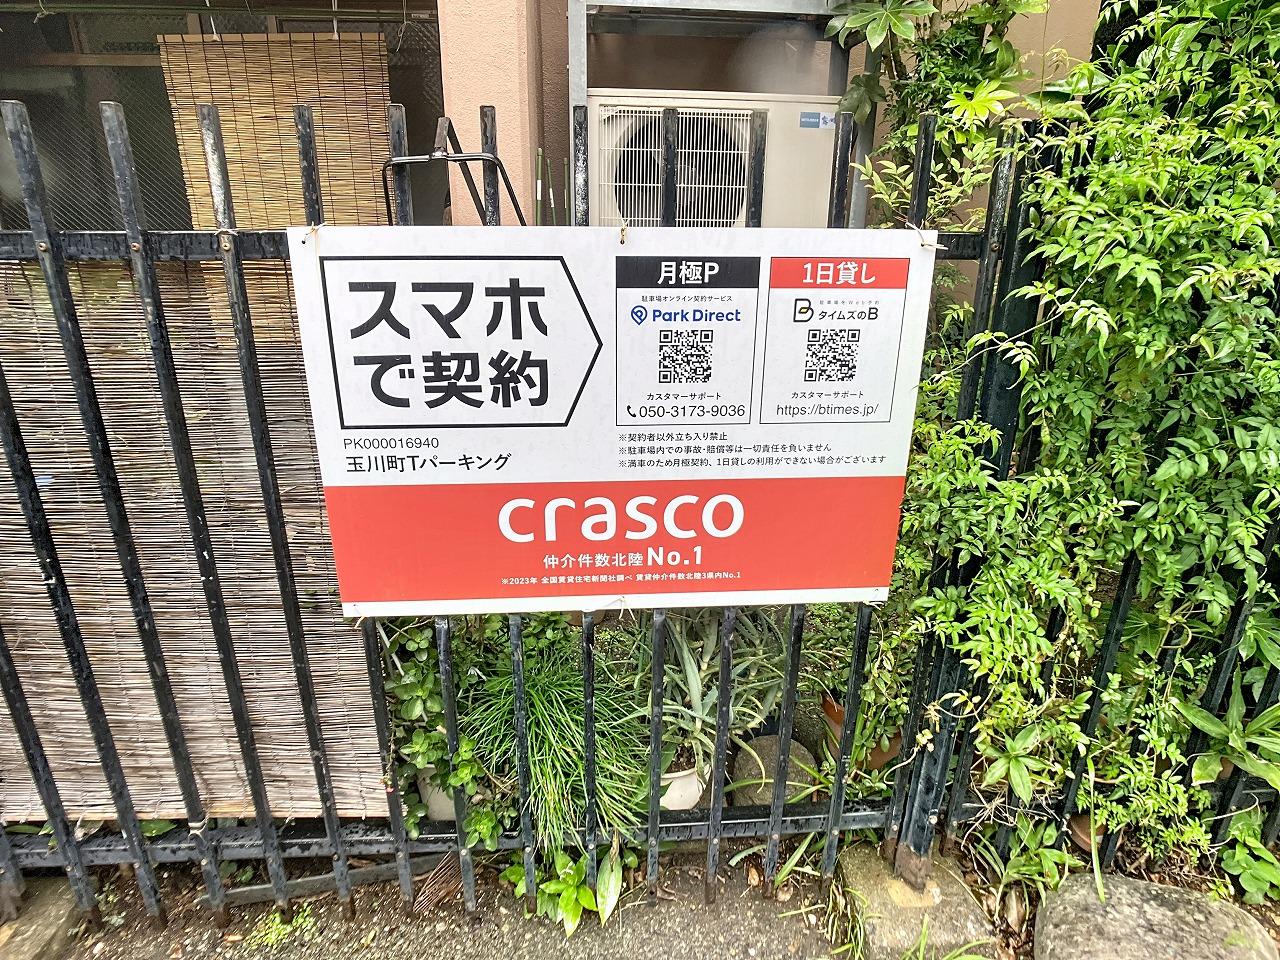 スマホ
で契約
PK000016940
玉川町Tパーキング
月極P
駐車場オンライン契約サービス
Park Direct
カスタマーサポート
050-3173-9036
1日貸し
駐車場をWeb予約
タイムズのB
カスタマーサポート
https://btimes.jp/
※契約者以外立ち入り禁止
※駐車場内での事故・賠償等は一切責任を負いません
※満車のため月極契約、1日貸しの利用ができない場合がございます
crasco
仲介件数北陸No.1
※2023年 全国賃貸住宅新聞社調べ 賃貸仲介件数北陸3県内No.1